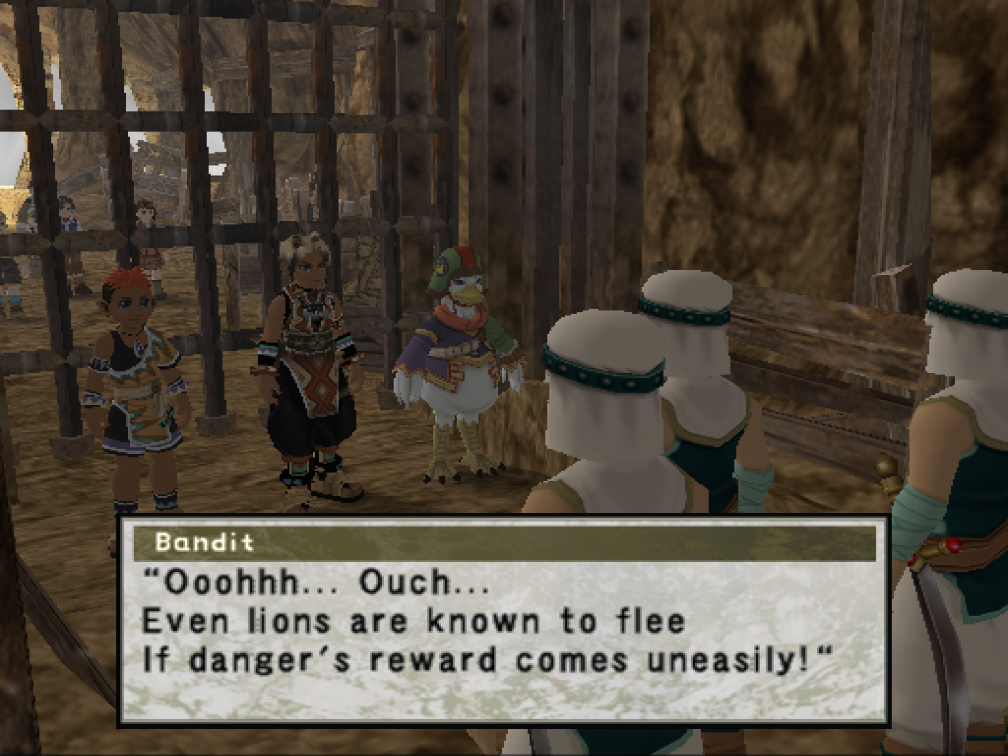 Bandit
“Ooohhh... Ouch...
Even lions are known to flee
If danger's reward comes uneasily!“